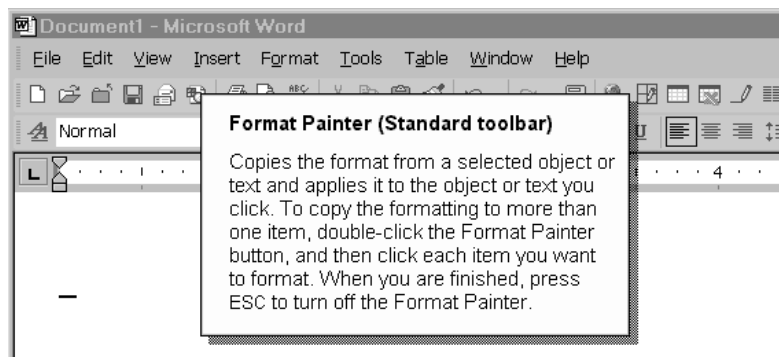 Document1 - Microsoft Word
File Edit View Insert Format Tools Table Window Help
ABC
Normal
U
Format Painter (Standard toolbar)
Copies the format from a selected object or
text and applies it to the object or text you
click. To copy the formatting to more than
one item, double-click the Format Painter
button, and then click each item you want
to format. When you are finished, press
ESC to turn off the Format Painter.
4